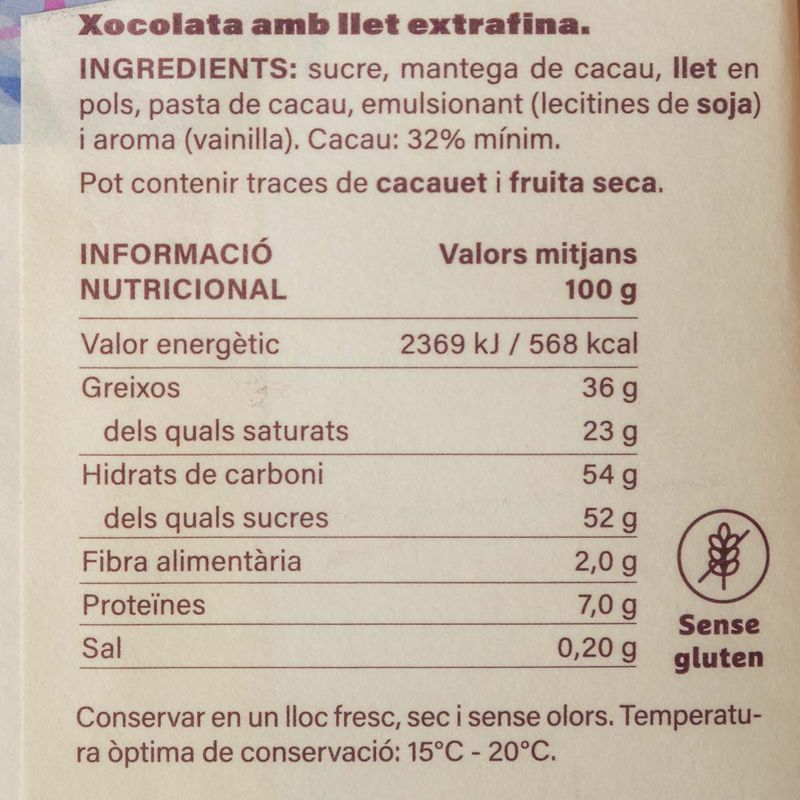 Xocolata amb llet extrafina.
INGREDIENTS: sucre, mantega de cacau, llet en
pols, pasta de cacau, emulsionant (lecitines de soja)
i aroma (vainilla). Cacau: 32% mínim.
Pot contenir traces de cacauet i fruita seca.
INFORMACIÓ Valors mitjans
NUTRICIONAL 100 g
Valor energètic 2369 kJ / 568 kcal
Greixos 36 g
dels quals saturats 23 g
Hidrats de carboni 54 g
dels quals sucres 52 g
Fibra alimentària 2,0 g
Proteïnes 7,0 g
Sal 0,20 g
Sense
gluten
Conservar en un lloc fresc, sec i sense olors. Temperatu-
ra òptima de conservació: 15°C - 20°C.